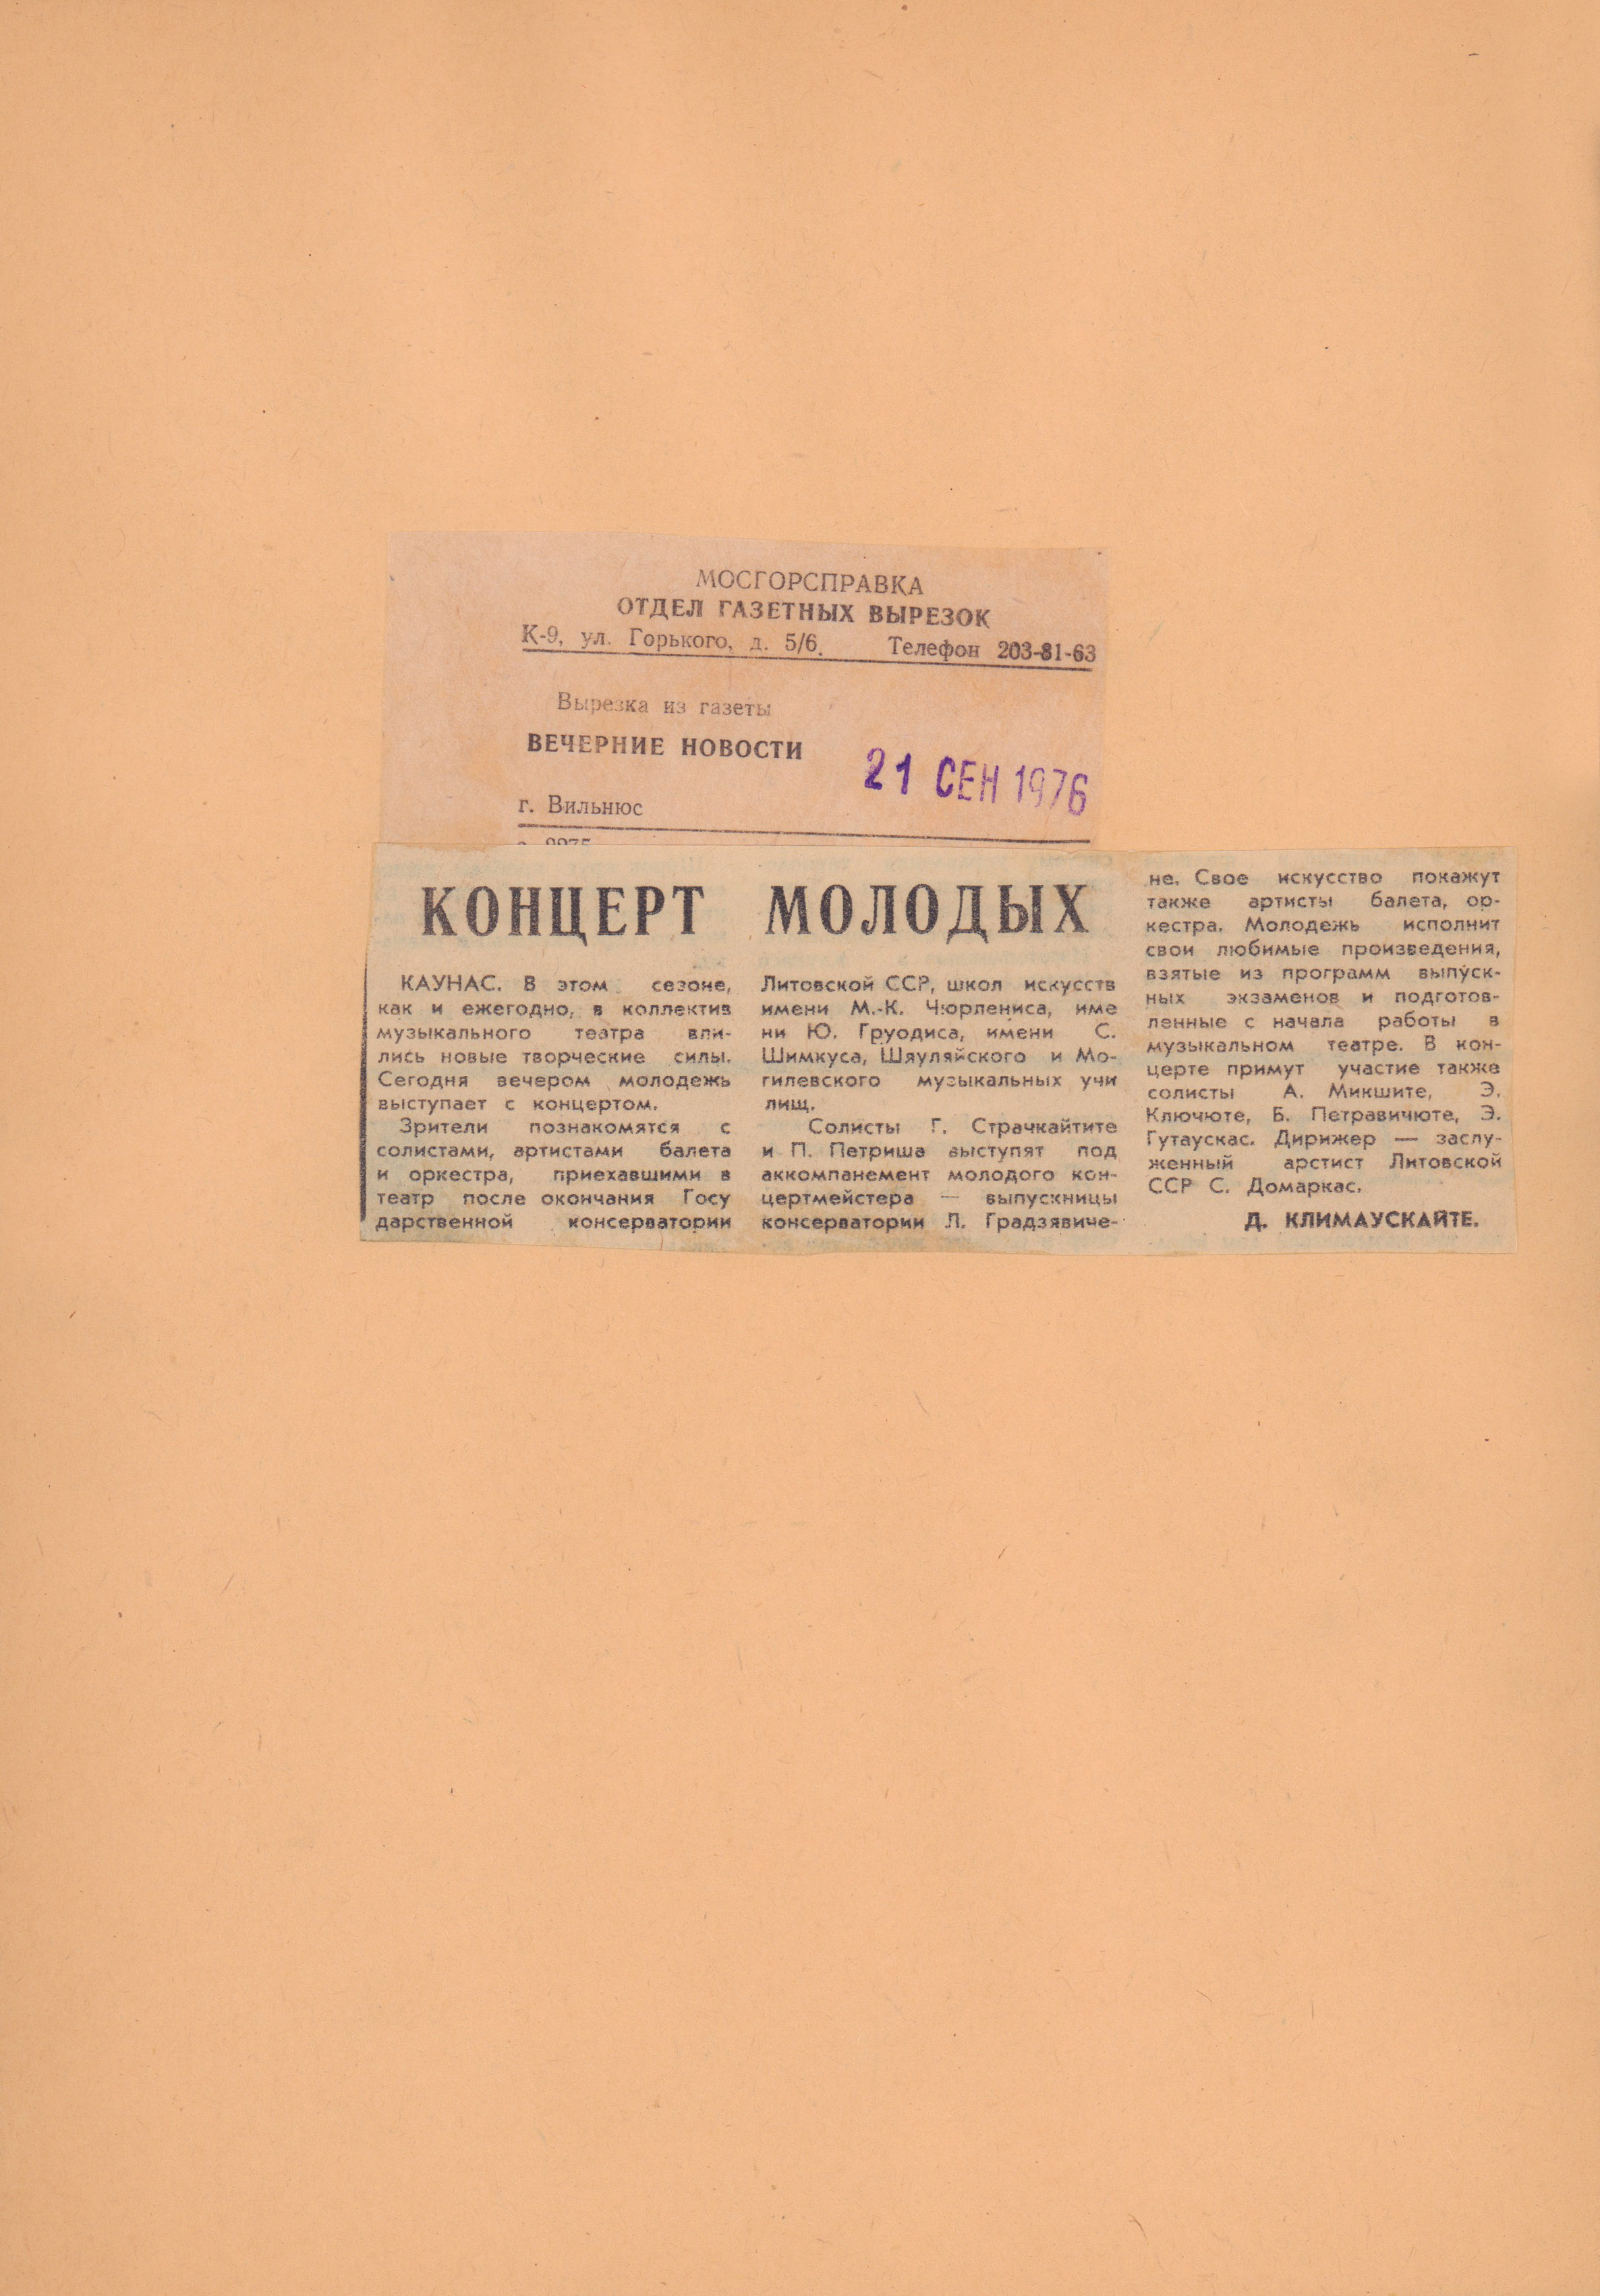 МОСГОРСПРАВКА
ОТДЕЛ ГАЗЕТНЫХ ВЫРЕЗОК
К-9, ул. Горького, д. 5/6. Телефон 203-81-63
Вырезка из газеты
ВЕЧЕРНИЕ НОВОСТИ
21 СЕН 1976
г. Вильнюс
КОНЦЕРТ МОЛОДЫХ
КАУНАС. В этом сезоне,
как и ежегодно, в коллектив
музыкального театра вли-
лись новые творческие силы.
Сегодня вечером молодежь
выступает с концертом.
Зрители познакомятся с
солистами, артистами балета
и оркестра, приехавшими в
театр после окончания Госу
дарственной консерватории
Литовской ССР, школ искусств
имени М.-К. Чюрлениса, име
ни Ю. Груодиса, имени С.
Шимкуса, Шяуляйского и Мо-
гилевского музыкальных учи
лищ.
Солисты Г. Страчкайтите
и П. Петриша выступят под
аккомпанемент молодого кон-
цертмейстера — выпускницы
консерватории Л. Градзявиче-
не. Свое искусство покажут
также артисты балета, ор-
кестра. Молодежь исполнит
свои любимые произведения,
взятые из программ выпуск-
ных экзаменов и подготов-
ленные с начала работы в
музыкальном театре. В кон-
церте примут участие также
солисты А. Микшите, Э.
Ключюте, Б. Петравичюте, Э.
Гутаускас. Дирижер — заслу-
женный арстист Литовской
ССР С. Домаркас.
Д. КЛИМАУСКАЙТЕ.